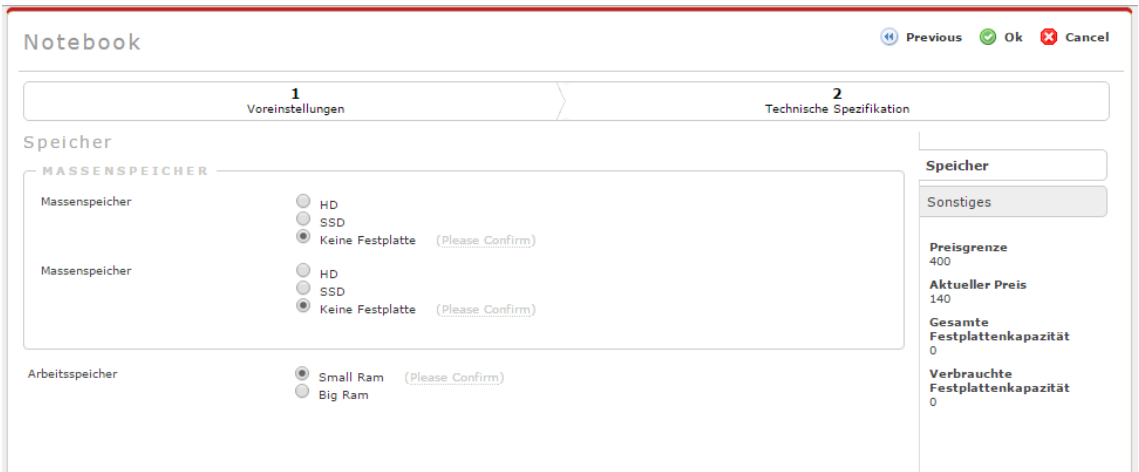 Notebook
Previous Ok Cancel
1
Voreinstellungen
2
Technische Spezifikation
Speicher
MASSENSPEICHER
Massenspeicher
HD
SSD
Keine Festplatte (Please Confirm)
Massenspeicher
HD
SSD
Keine Festplatte (Please Confirm)
Arbeitsspeicher
Small Ram (Please Confirm)
Big Ram
Speicher
Sonstiges
Preisgrenze
400
Aktueller Preis
140
Gesamte
Festplattenkapazität
0
Verbrauchte
Festplattenkapazität
0